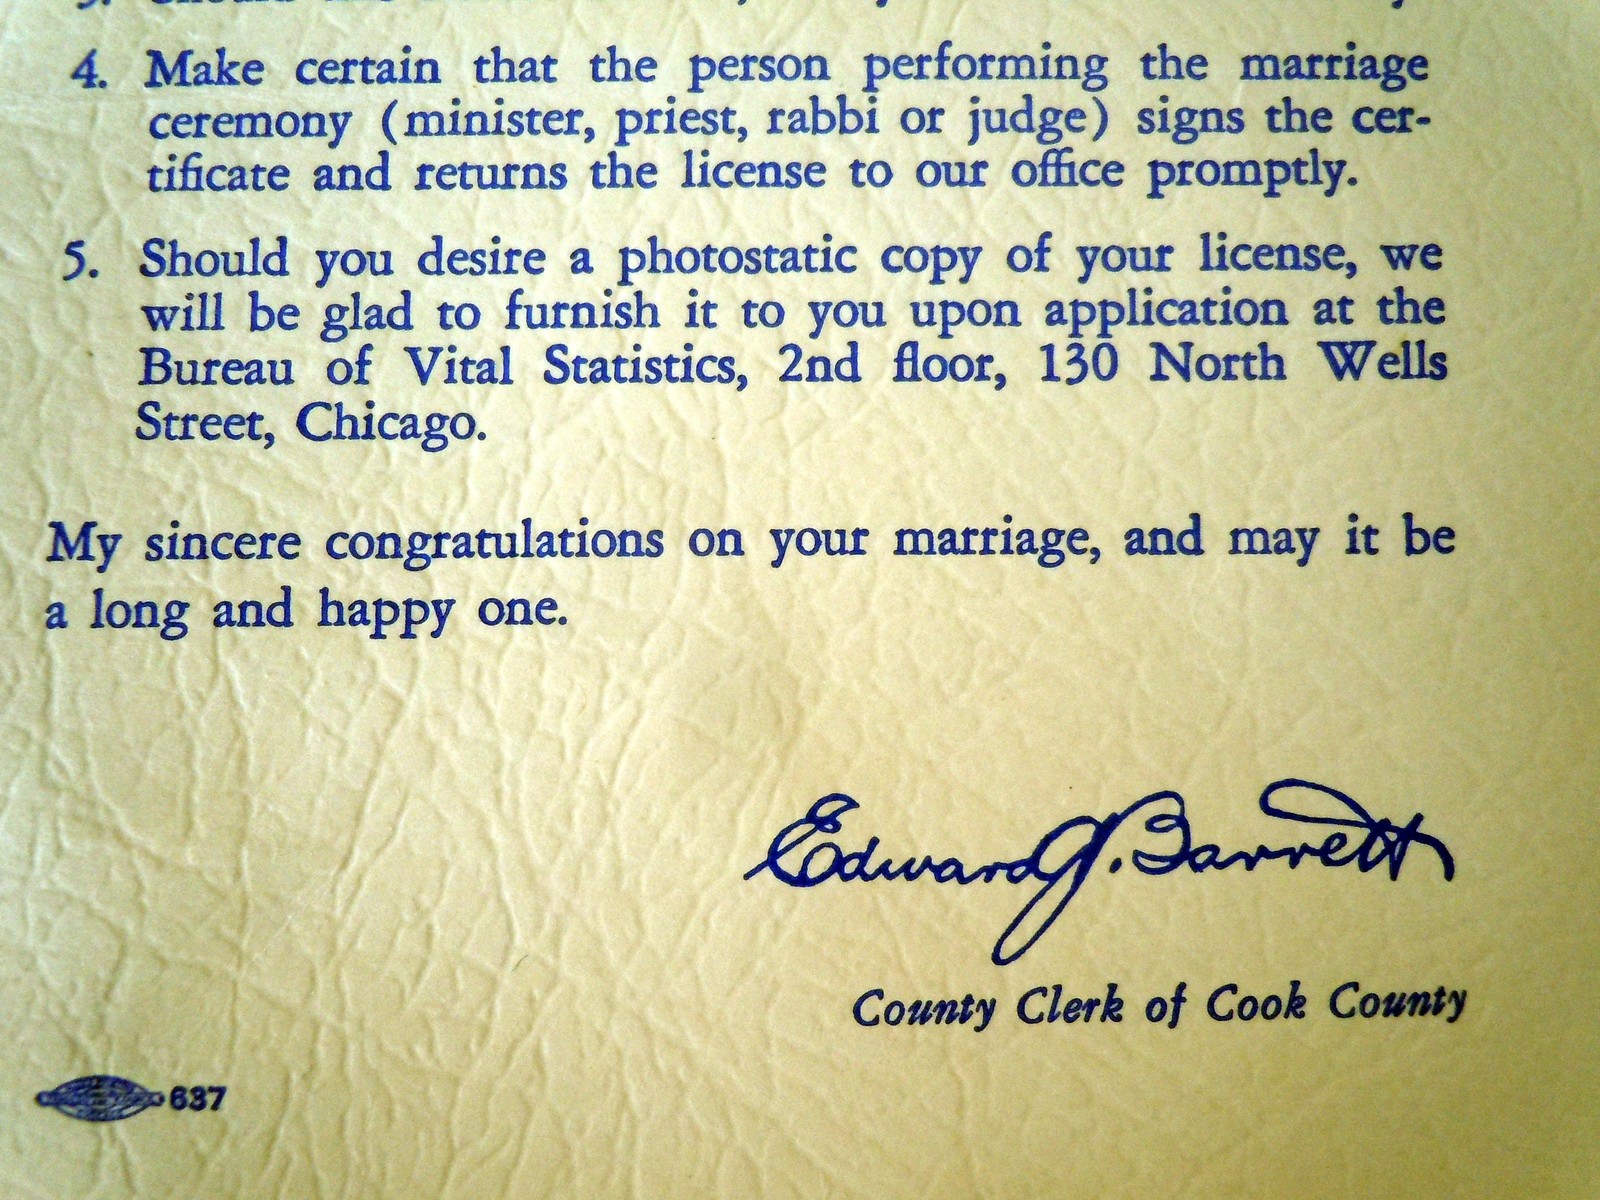 4. Make certain that the person performing the marriage
ceremony (minister, priest, rabbi or judge) signs the cer-
tificate and returns the license to our office promptly.
5. Should you desire a photostatic copy of your license, we
will be glad to furnish it to you upon application at the
Bureau of Vital Statistics, 2nd floor, 130 North Wells
Street, Chicago.
My sincere congratulations on your marriage, and may it be
a long and happy one.
Edward J. Barrett
County Clerk of Cook County
637